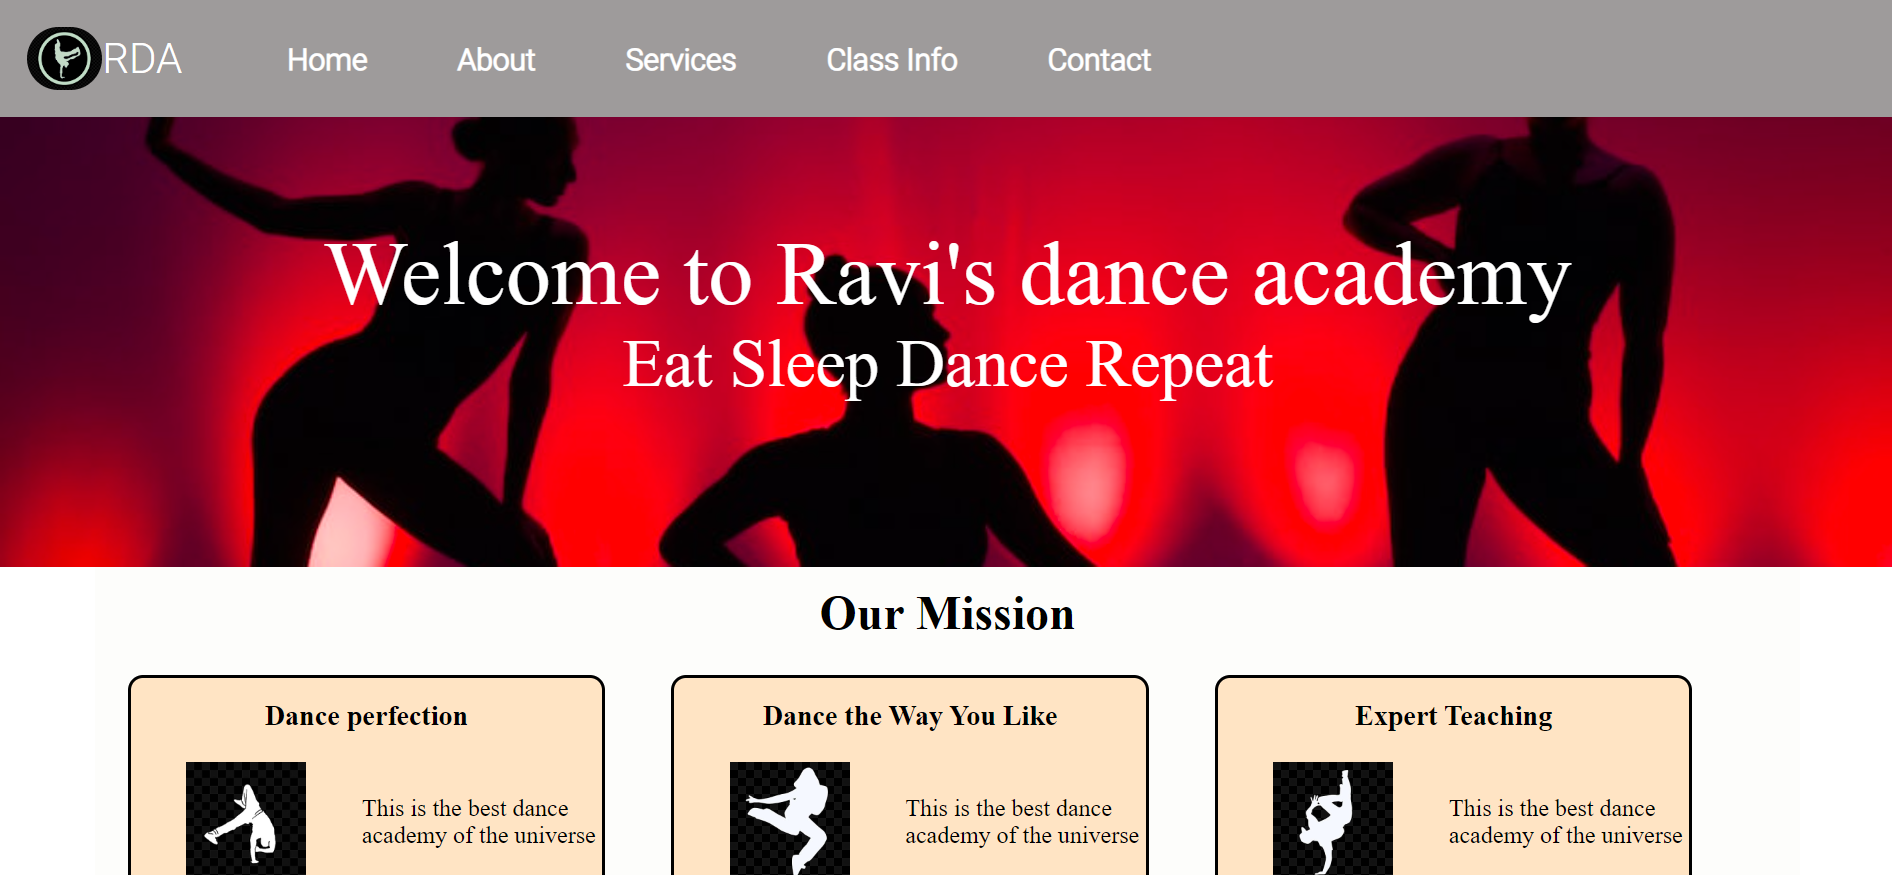 RDA
Home
About
Services
Class Info
Contact
Welcome to Ravi's dance academy
Eat Sleep Dance Repeat
Our Mission
Dance perfection
This is the best dance
academy of the universe
Dance the Way You Like
This is the best dance
academy of the universe
Expert Teaching
This is the best dance
academy of the universe